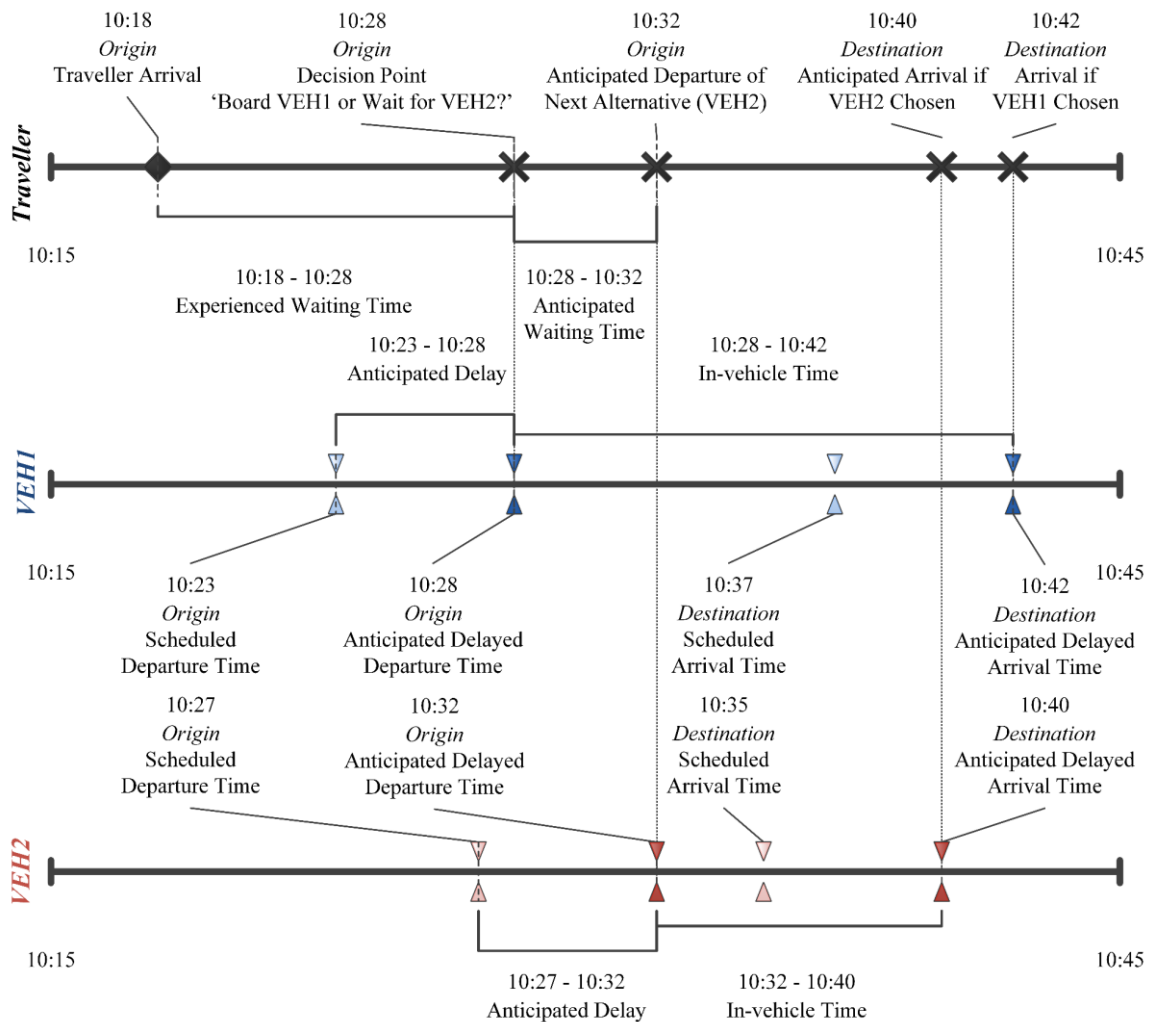 10:18
Origin
Traveller Arrival
10:28
Origin
Decision Point
'Board VEH1 or Wait for VEH2?'
10:32
Origin
Anticipated Departure of
Next Alternative (VEH2)
10:40
Destination
Anticipated Arrival if
VEH2 Chosen
10:42
Destination
Arrival if
VEH1 Chosen
Traveller
10:15
10:45
10:18 - 10:28
Experienced Waiting Time
10:28 - 10:32
Anticipated
Waiting Time
10:23 - 10:28
Anticipated Delay
10:28 - 10:42
In-vehicle Time
VEH1
10:15
10:45
10:23
Origin
Scheduled
Departure Time
10:28
Origin
Anticipated Delayed
Departure Time
10:37
Destination
Scheduled
Arrival Time
10:42
Destination
Anticipated Delayed
Arrival Time
10:27
Origin
Scheduled
Departure Time
10:32
Origin
Anticipated Delayed
Departure Time
10:35
Destination
Scheduled
Arrival Time
10:40
Destination
Anticipated Delayed
Arrival Time
VEH2
10:15
10:45
10:27 - 10:32
Anticipated Delay
10:32 - 10:40
In-vehicle Time